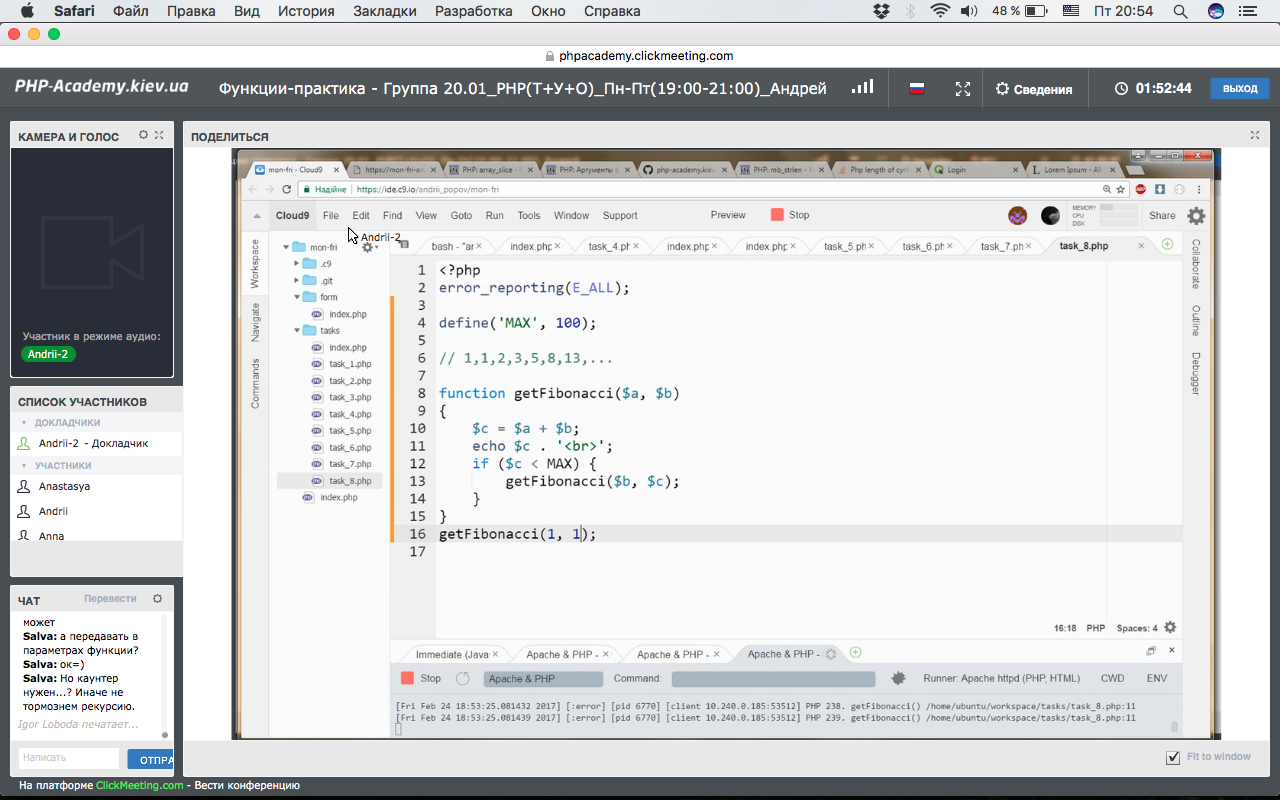 Safari Файл Правка Вид История Закладки Разработка Окно Справка 48 % Пт 20:54
phpacademy.clickmeeting.com
PHP-Academy.kiev.ua Функции-практика - Группа 20.01_PHP(Т+У+О)_Пн-Пт(19:00-21:00)_Андрей Сведения 01:52:44 ВЫХОД
КАМЕРА И ГОЛОС
Участник в режиме аудио:
Andrii-2
СПИСОК УЧАСТНИКОВ
ДОКЛАДЧИКИ
Andrii-2 - Докладчик
УЧАСТНИКИ
Anastasya
Andrii
Anna
ЧАТ Перевести
может
Salva: а передавать в
параметрах функции?
Salva: ок=)
Salva: Но каунтер
нужен...? Иначе не
тормознем рекурсию.
Igor Loboda печатает...
Написать ОТПРА
ПОДЕЛИТЬСЯ
mon-fri - Cloud9 https://mon-fri-an PHP: array_slice - PHP: Аргументы ф php-academy.kiev PHP: mb_strlen - Php length of cyri Login Lorem Ipsum - All
Надійне https://ide.c9.io/andrii_popov/mon-fri
Cloud9 File Edit Find View Goto Run Tools Window Support Preview Stop MEMORY CPU DSK Share
Andrii-2
Workspace
Navigate
Commands
mon-fri
.c9
.git
form
index.php
tasks
index.php
task_1.php
task_2.php
task_3.php
task_4.php
task_5.php
task_6.php
task_7.php
task_8.php
index.php
bash - "ar index.php task_4.ph index.php index.php task_5.ph task_6.ph task_7.ph task_8.php
1 <?php
2 error_reporting(E_ALL);
3
4 define('MAX', 100);
5
6 // 1,1,2,3,5,8,13,...
7
8 function getFibonacci($a, $b)
9 {
10 $c = $a + $b;
11 echo $c . '<br>';
12 if ($c < MAX) {
13 getFibonacci($b, $c);
14 }
15 }
16 getFibonacci(1, 1);
17
Collaborate
Outline
Debugger
16:18 PHP Spaces: 4
Immediate (Java Apache & PHP - Apache & PHP - Apache & PHP -
Stop Apache & PHP Command: Runner: Apache httpd (PHP, HTML) CWD ENV
[Fri Feb 24 18:53:25.081432 2017] [:error] [pid 6770] [client 10.240.0.185:53512] PHP 238. getFibonacci() /home/ubuntu/workspace/tasks/task_8.php:11
[Fri Feb 24 18:53:25.081439 2017] [:error] [pid 6770] [client 10.240.0.185:53512] PHP 239. getFibonacci() /home/ubuntu/workspace/tasks/task_8.php:11
Fit to window
На платформе ClickMeeting.com - Вести конференцию